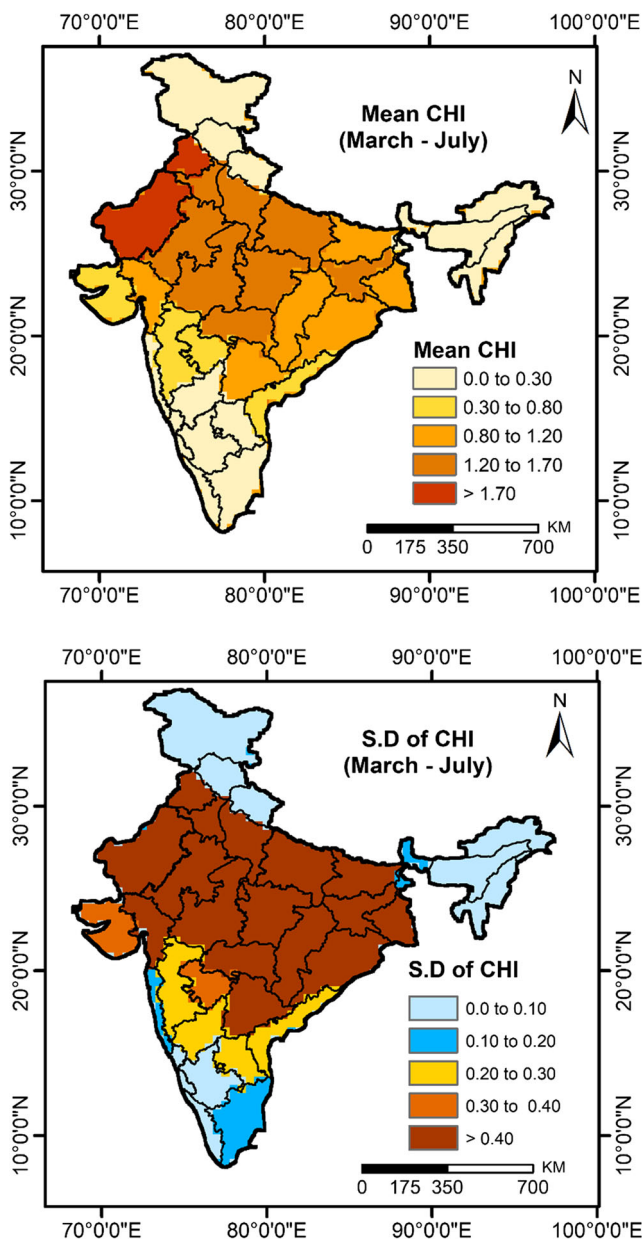 70°0'0"E 80°0'0"E 90°0'0"E 100°0'0"E
N
Mean CHI
(March - July)
30°0'0"N
20°0'0"N
10°0'0"N
30°0'0"N
20°0'0"N
10°0'0"N
Mean CHI
0.0 to 0.30
0.30 to 0.80
0.80 to 1.20
1.20 to 1.70
> 1.70
KM
0 175 350 700
70°0'0"E 80°0'0"E 90°0'0"E 100°0'0"E
70°0'0"E 80°0'0"E 90°0'0"E 100°0'0"E
N
S.D of CHI
(March - July)
30°0'0"N
20°0'0"N
10°0'0"N
30°0'0"N
20°0'0"N
10°0'0"N
S.D of CHI
0.0 to 0.10
0.10 to 0.20
0.20 to 0.30
0.30 to 0.40
> 0.40
KM
0 175 350 700
70°0'0"E 80°0'0"E 90°0'0"E 100°0'0"E